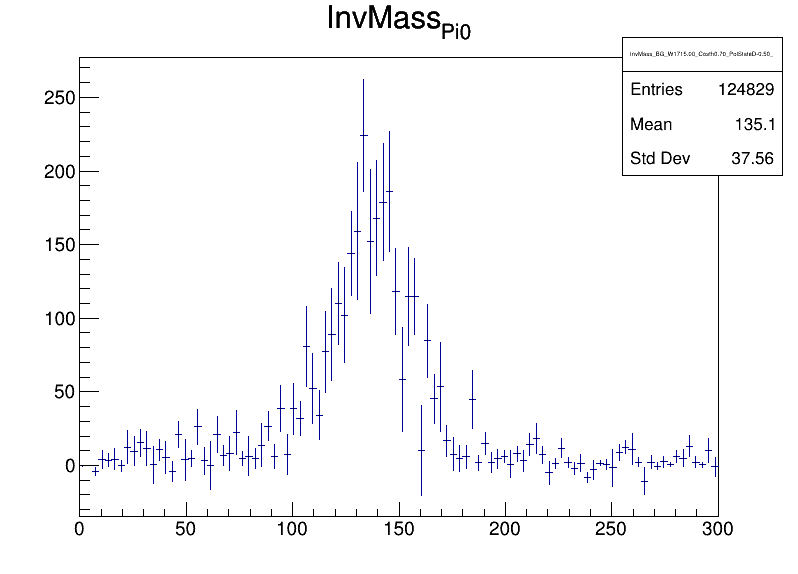 InvMass_Pi0
InvMass_BG_W1715.00_Costh0.70_PolState0-0.50_
Entries 124829
Mean 135.1
Std Dev 37.56
250
200
150
100
50
0
0 50 100 150 200 250 300